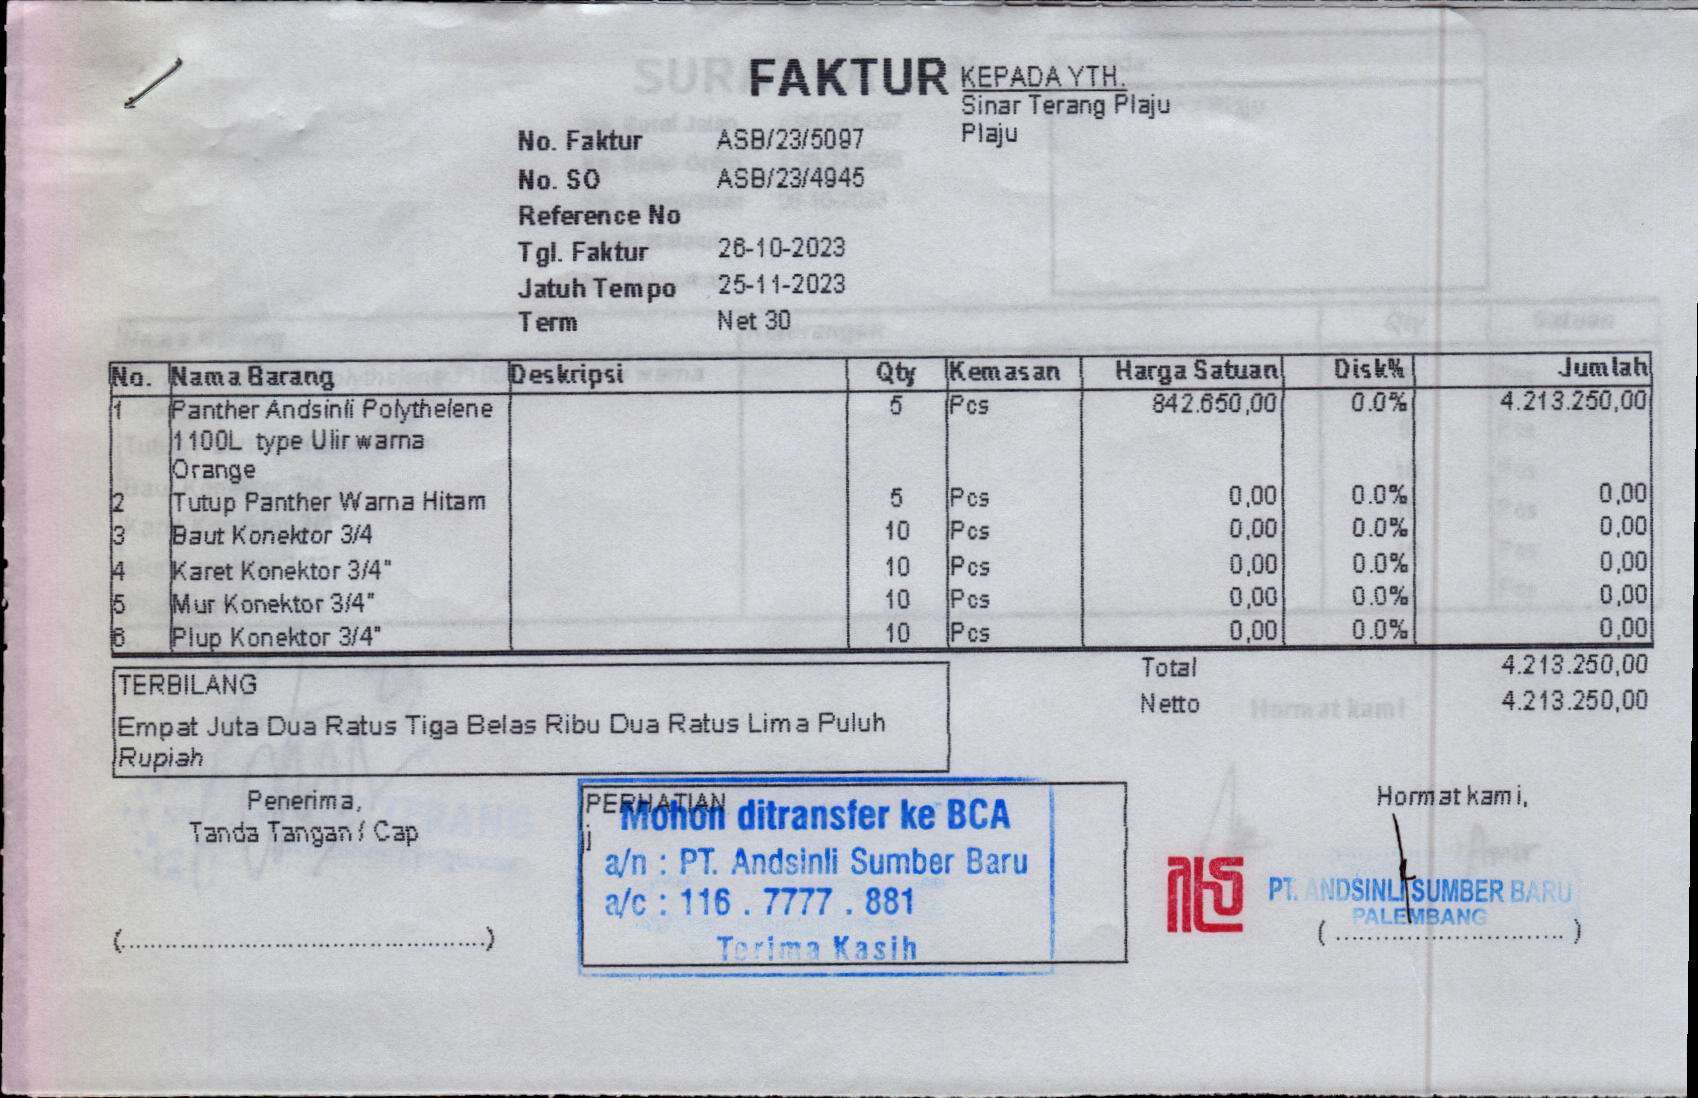 FAKTUR
KEPADA YTH.
Sinar Terang Plaju
Plaju
No. Faktur ASB/23/5097
No. SO ASB/23/4945
Reference No
Tgl. Faktur 26-10-2023
Jatuh Tempo 25-11-2023
Term Net 30
No. Nama Barang Deskripsi Qty Kemasan Harga Satuan Disk% Jumlah
1 Panther Andsinli Polythelene 5 Pcs 842.650,00 0.0% 4.213.250,00
1100L type Ulir warna
Orange
2 Tutup Panther Warna Hitam 5 Pcs 0,00 0.0% 0,00
3 Baut Konektor 3/4 10 Pcs 0,00 0.0% 0,00
4 Karet Konektor 3/4" 10 Pcs 0,00 0.0% 0,00
5 Mur Konektor 3/4" 10 Pcs 0,00 0.0% 0,00
6 Plup Konektor 3/4" 10 Pcs 0,00 0.0% 0,00
Total 4.213.250,00
Netto 4.213.250,00
TERBILANG
Empat Juta Dua Ratus Tiga Belas Ribu Dua Ratus Lima Puluh
Rupiah
Penerima,
Tanda Tangan / Cap
(................................................)
PERHATIAN
Mohon ditransfer ke BCA
a/n : PT. Andsinli Sumber Baru
a/c : 116 . 7777 . 881
Terima Kasih
Hormat kami,
PT. ANDSINLI SUMBER BARU
PALEMBANG
( .............................. )